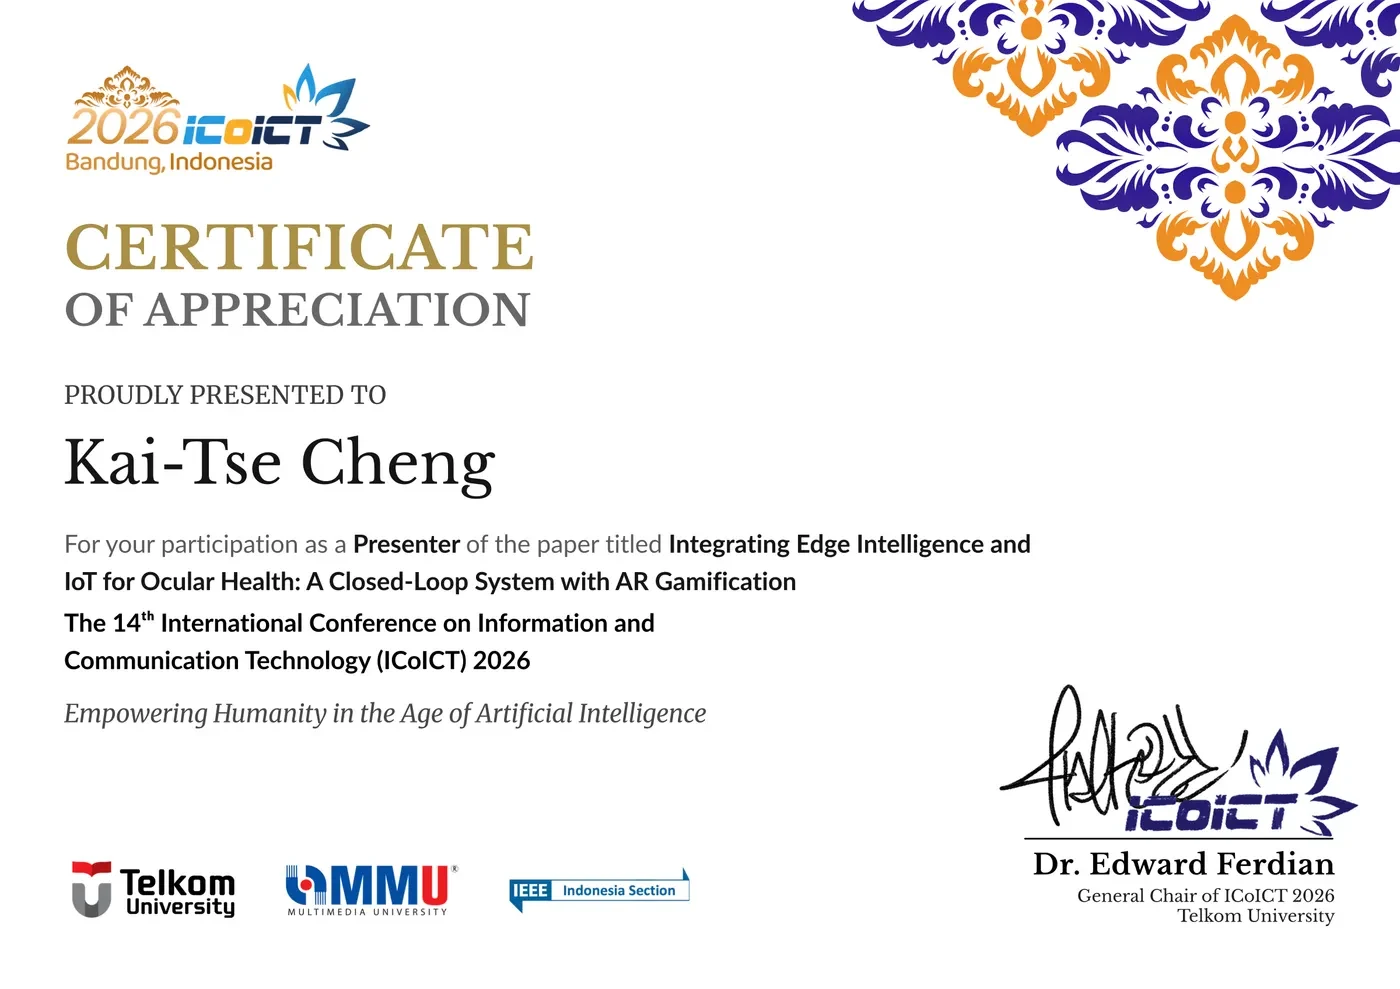 2026 iCoiCT
Bandung, Indonesia
CERTIFICATE
OF APPRECIATION
PROUDLY PRESENTED TO
Kai-Tse Cheng
For your participation as a Presenter of the paper titled Integrating Edge Intelligence and
IoT for Ocular Health: A Closed-Loop System with AR Gamification
The 14th International Conference on Information and
Communication Technology (ICoICT) 2026
Empowering Humanity in the Age of Artificial Intelligence
iCoiCT
Dr. Edward Ferdian
General Chair of ICoICT 2026
Telkom University
Telkom
University
MMU®
MULTIMEDIA UNIVERSITY
IEEE Indonesia Section